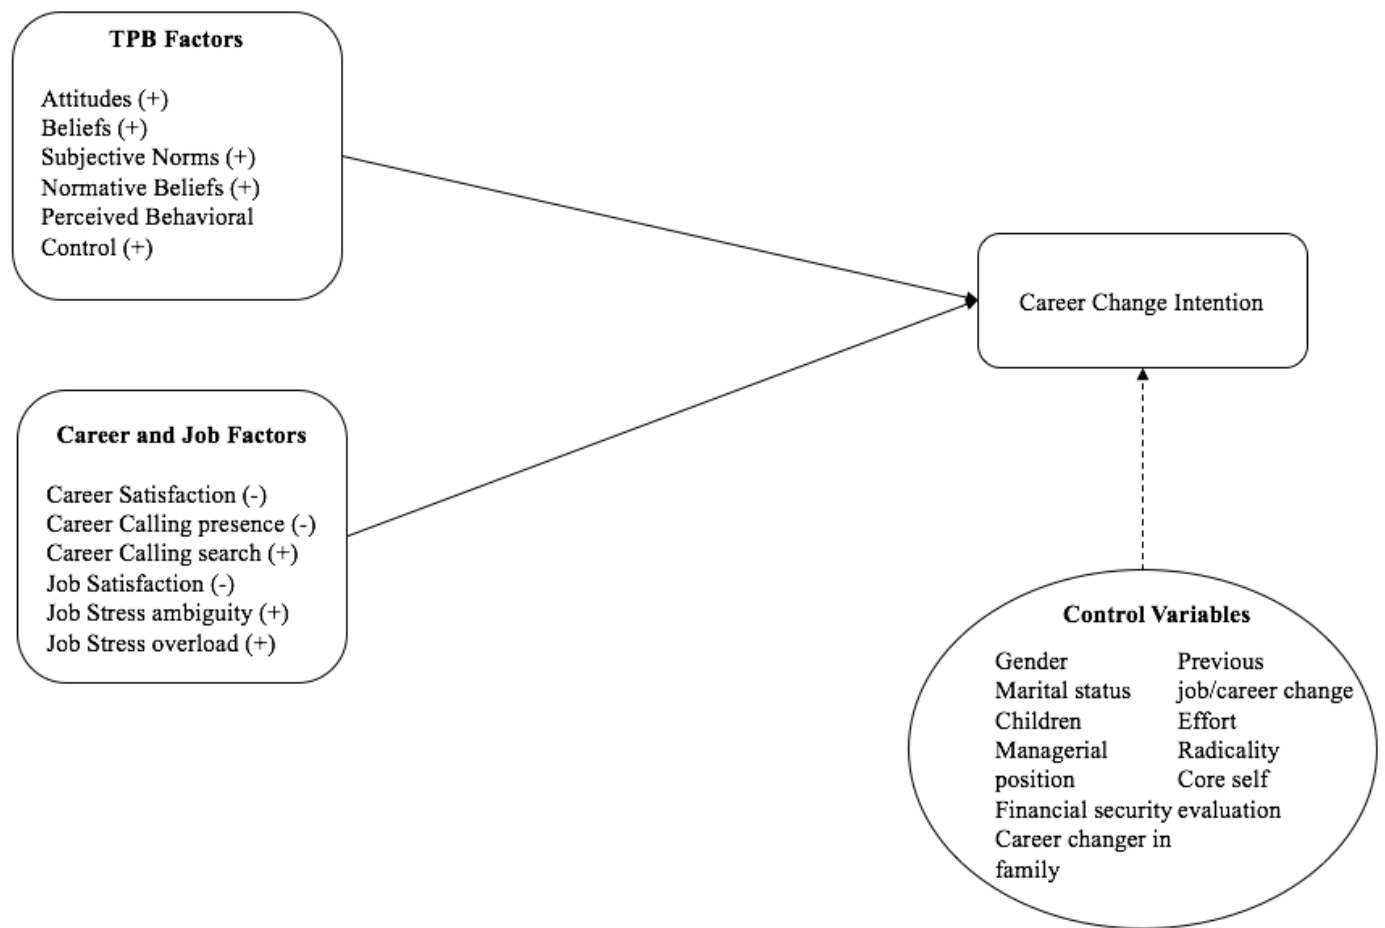 TPB Factors
Attitudes (+)
Beliefs (+)
Subjective Norms (+)
Normative Beliefs (+)
Perceived Behavioral
Control (+)
Career Change Intention
Career and Job Factors
Career Satisfaction (-)
Career Calling presence (-)
Career Calling search (+)
Job Satisfaction (-)
Job Stress ambiguity (+)
Job Stress overload (+)
Control Variables
Gender
Marital status
Children
Managerial
position
Financial security
Career changer in
family
Previous
job/career change
Effort
Radicality
Core self
evaluation